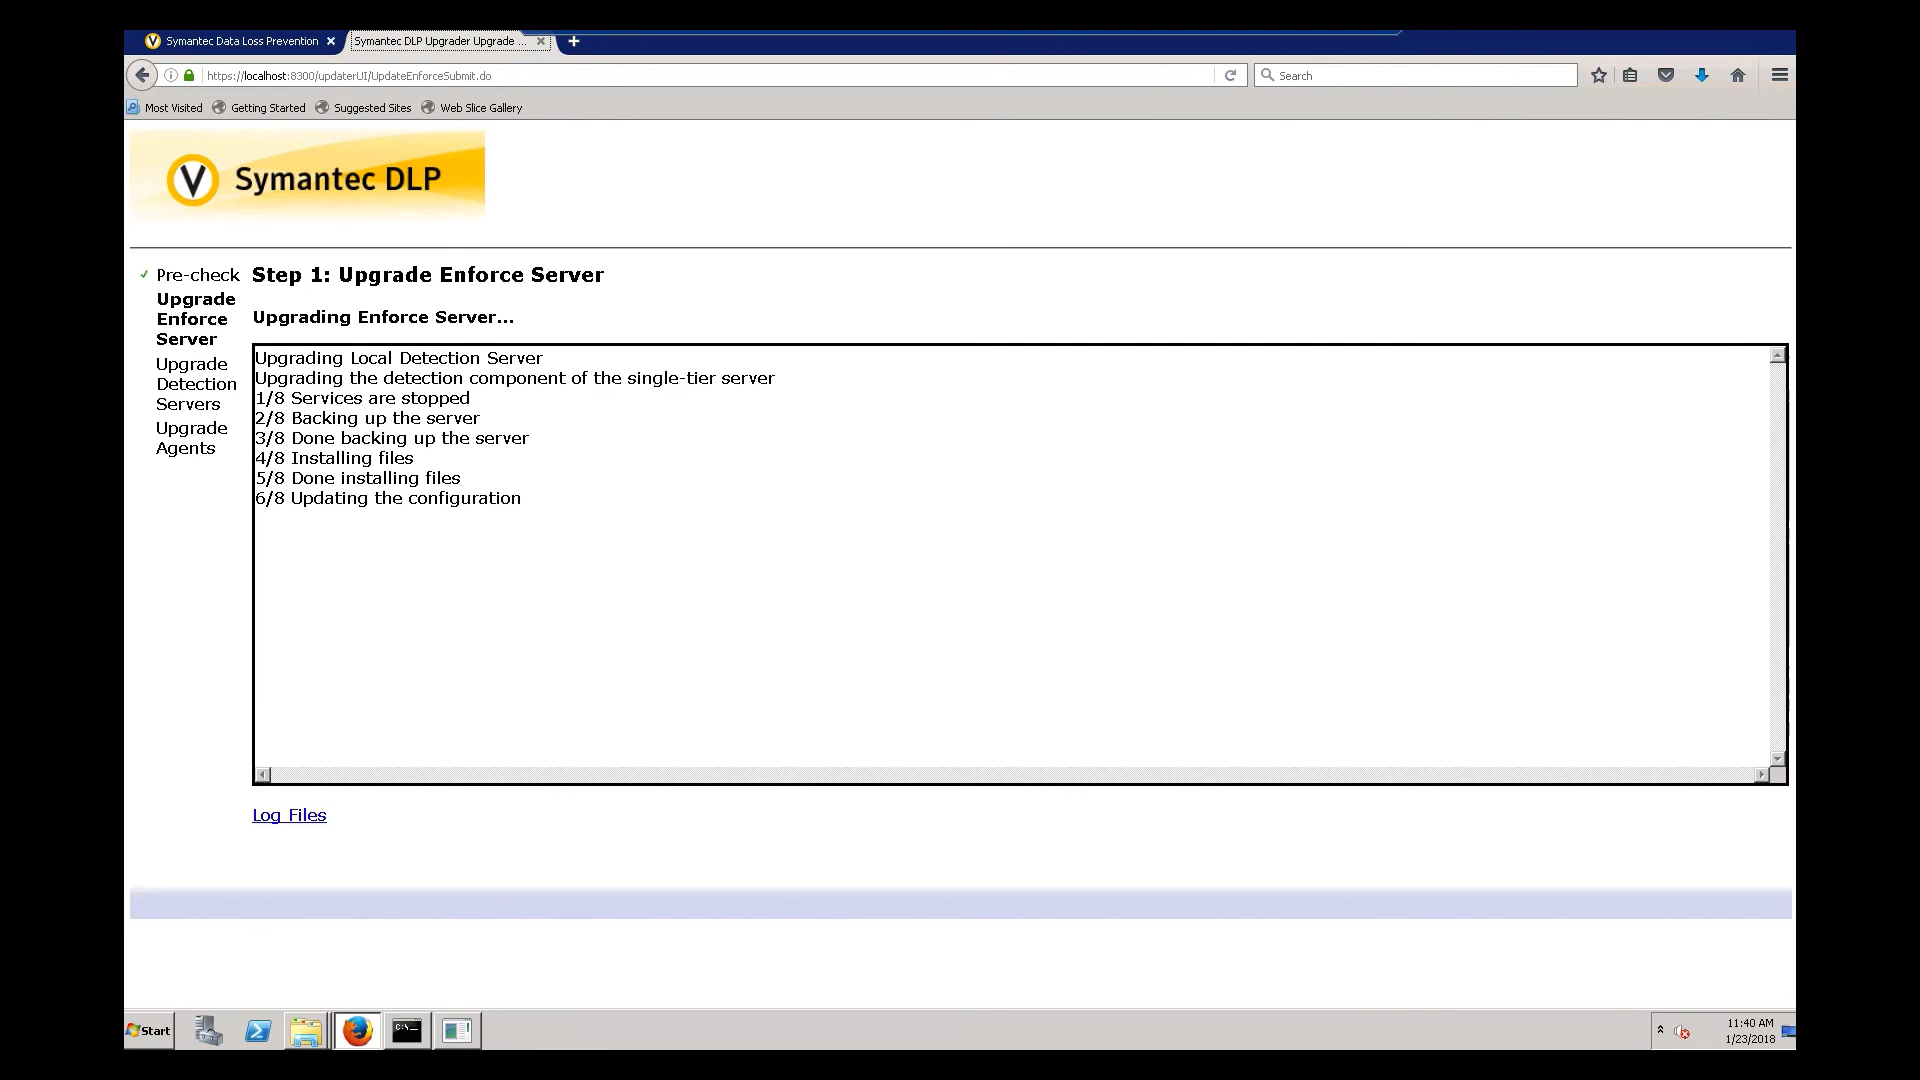 Symantec Data Loss Prevention
Symantec DLP Upgrader Upgrade ...
https://localhost:8300/updaterUI/UpdateEnforceSubmit.do
Search
Most Visited
Getting Started
Suggested Sites
Web Slice Gallery
Symantec DLP
Pre-check
Upgrade
Enforce
Server
Upgrade
Detection
Servers
Upgrade
Agents
Step 1: Upgrade Enforce Server
Upgrading Enforce Server...
Upgrading Local Detection Server
Upgrading the detection component of the single-tier server
1/8 Services are stopped
2/8 Backing up the server
3/8 Done backing up the server
4/8 Installing files
5/8 Done installing files
6/8 Updating the configuration
Log Files
Start
C:\_
11:40 AM
1/23/2018